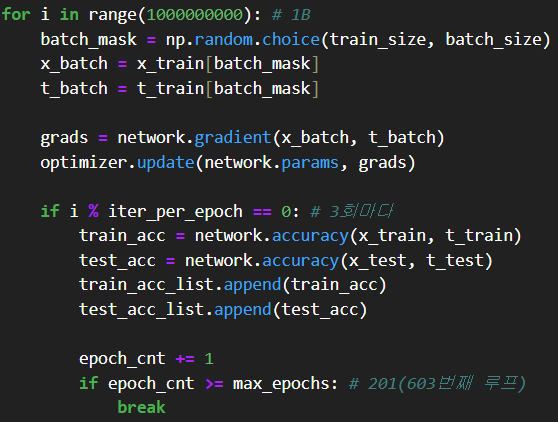 for i in range(1000000000): # 1B
    batch_mask = np.random.choice(train_size, batch_size)
    x_batch = x_train[batch_mask]
    t_batch = t_train[batch_mask]

    grads = network.gradient(x_batch, t_batch)
    optimizer.update(network.params, grads)

    if i % iter_per_epoch == 0: # 3회마다
        train_acc = network.accuracy(x_train, t_train)
        test_acc = network.accuracy(x_test, t_test)
        train_acc_list.append(train_acc)
        test_acc_list.append(test_acc)

        epoch_cnt += 1
        if epoch_cnt >= max_epochs: # 201(603번째 루프)
            break